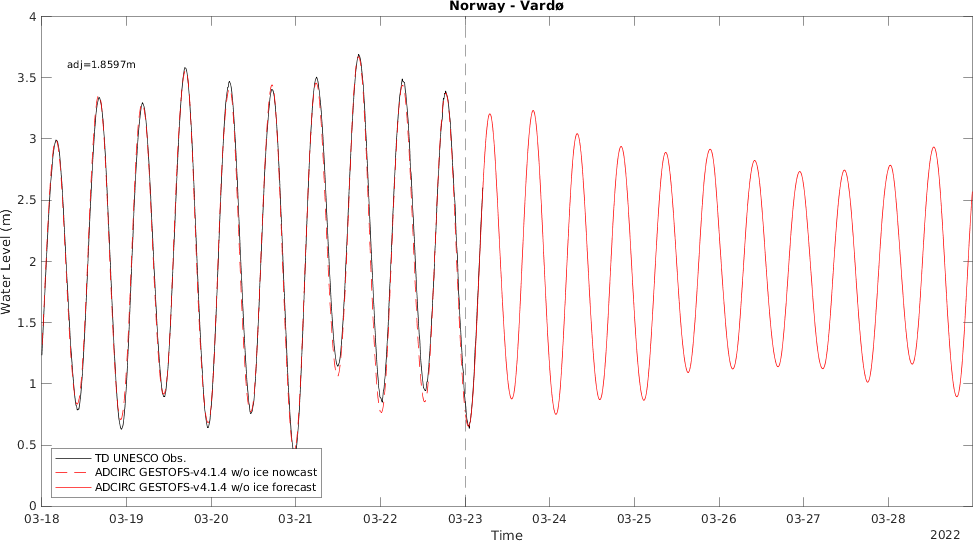 Norway - Vardø
4
adj=1.8597m
3.5
3
2.5
2
1.5
1
0.5
0
Water Level (m)
TD UNESCO Obs.
ADCIRC GESTOFS-v4.1.4 w/o ice nowcast
ADCIRC GESTOFS-v4.1.4 w/o ice forecast
03-18 03-19 03-20 03-21 03-22 03-23 03-24 03-25 03-26 03-27 03-28
Time
2022